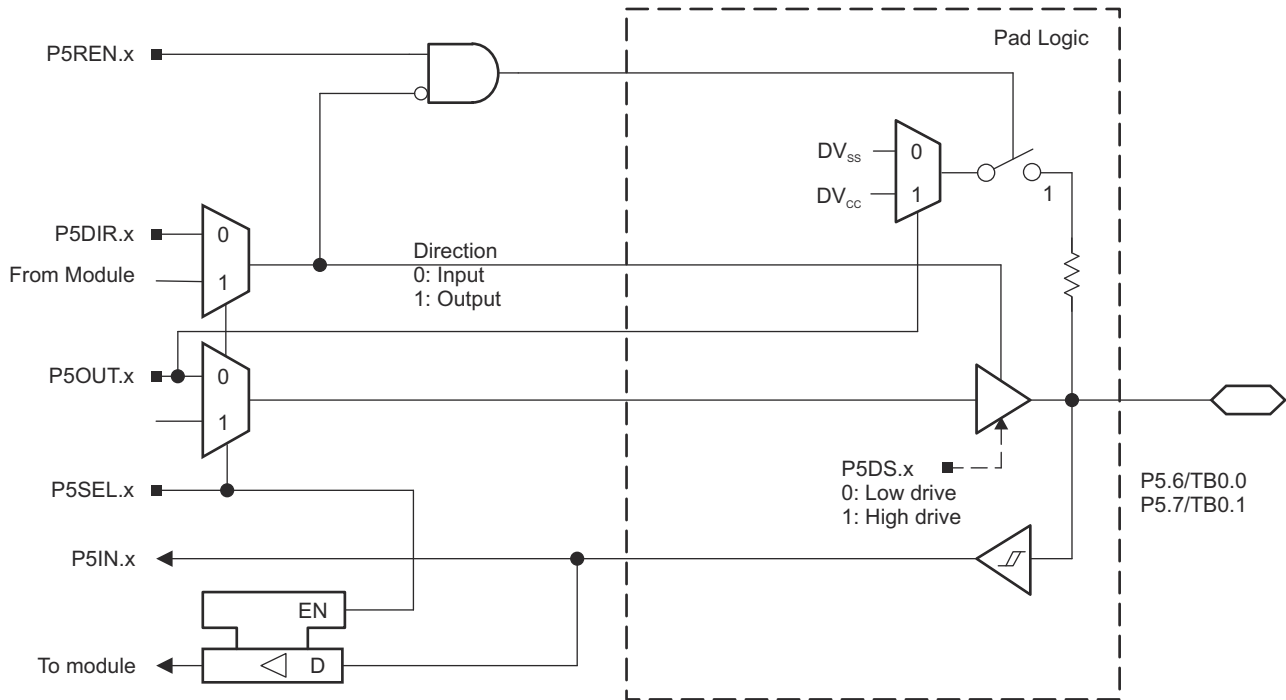 Pad Logic
P5REN.x
DVSS
0
DVCC
1
1
P5DIR.x
0
From Module
1
Direction
0: Input
1: Output
P5OUT.x
0
1
P5DS.x
0: Low drive
1: High drive
P5.6/TB0.0
P5.7/TB0.1
P5SEL.x
P5IN.x
EN
To module
D